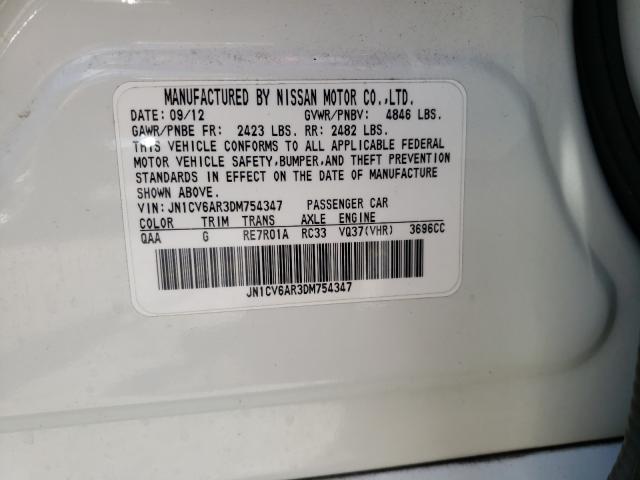 MANUFACTURED BY NISSAN MOTOR CO.,LTD.
DATE: 09/12 GVWR/PNBV: 4846 LBS.
GAWR/PNBE FR: 2423 LBS. RR: 2482 LBS.
THIS VEHICLE CONFORMS TO ALL APPLICABLE FEDERAL
MOTOR VEHICLE SAFETY,BUMPER,AND THEFT PREVENTION
STANDARDS IN EFFECT ON THE DATE OF MANUFACTURE
SHOWN ABOVE.
VIN: JN1CV6AR3DM754347 PASSENGER CAR
COLOR TRIM TRANS AXLE ENGINE
QAA G RE7R01A RC33 VQ37(VHR) 3696CC
JN1CV6AR3DM754347